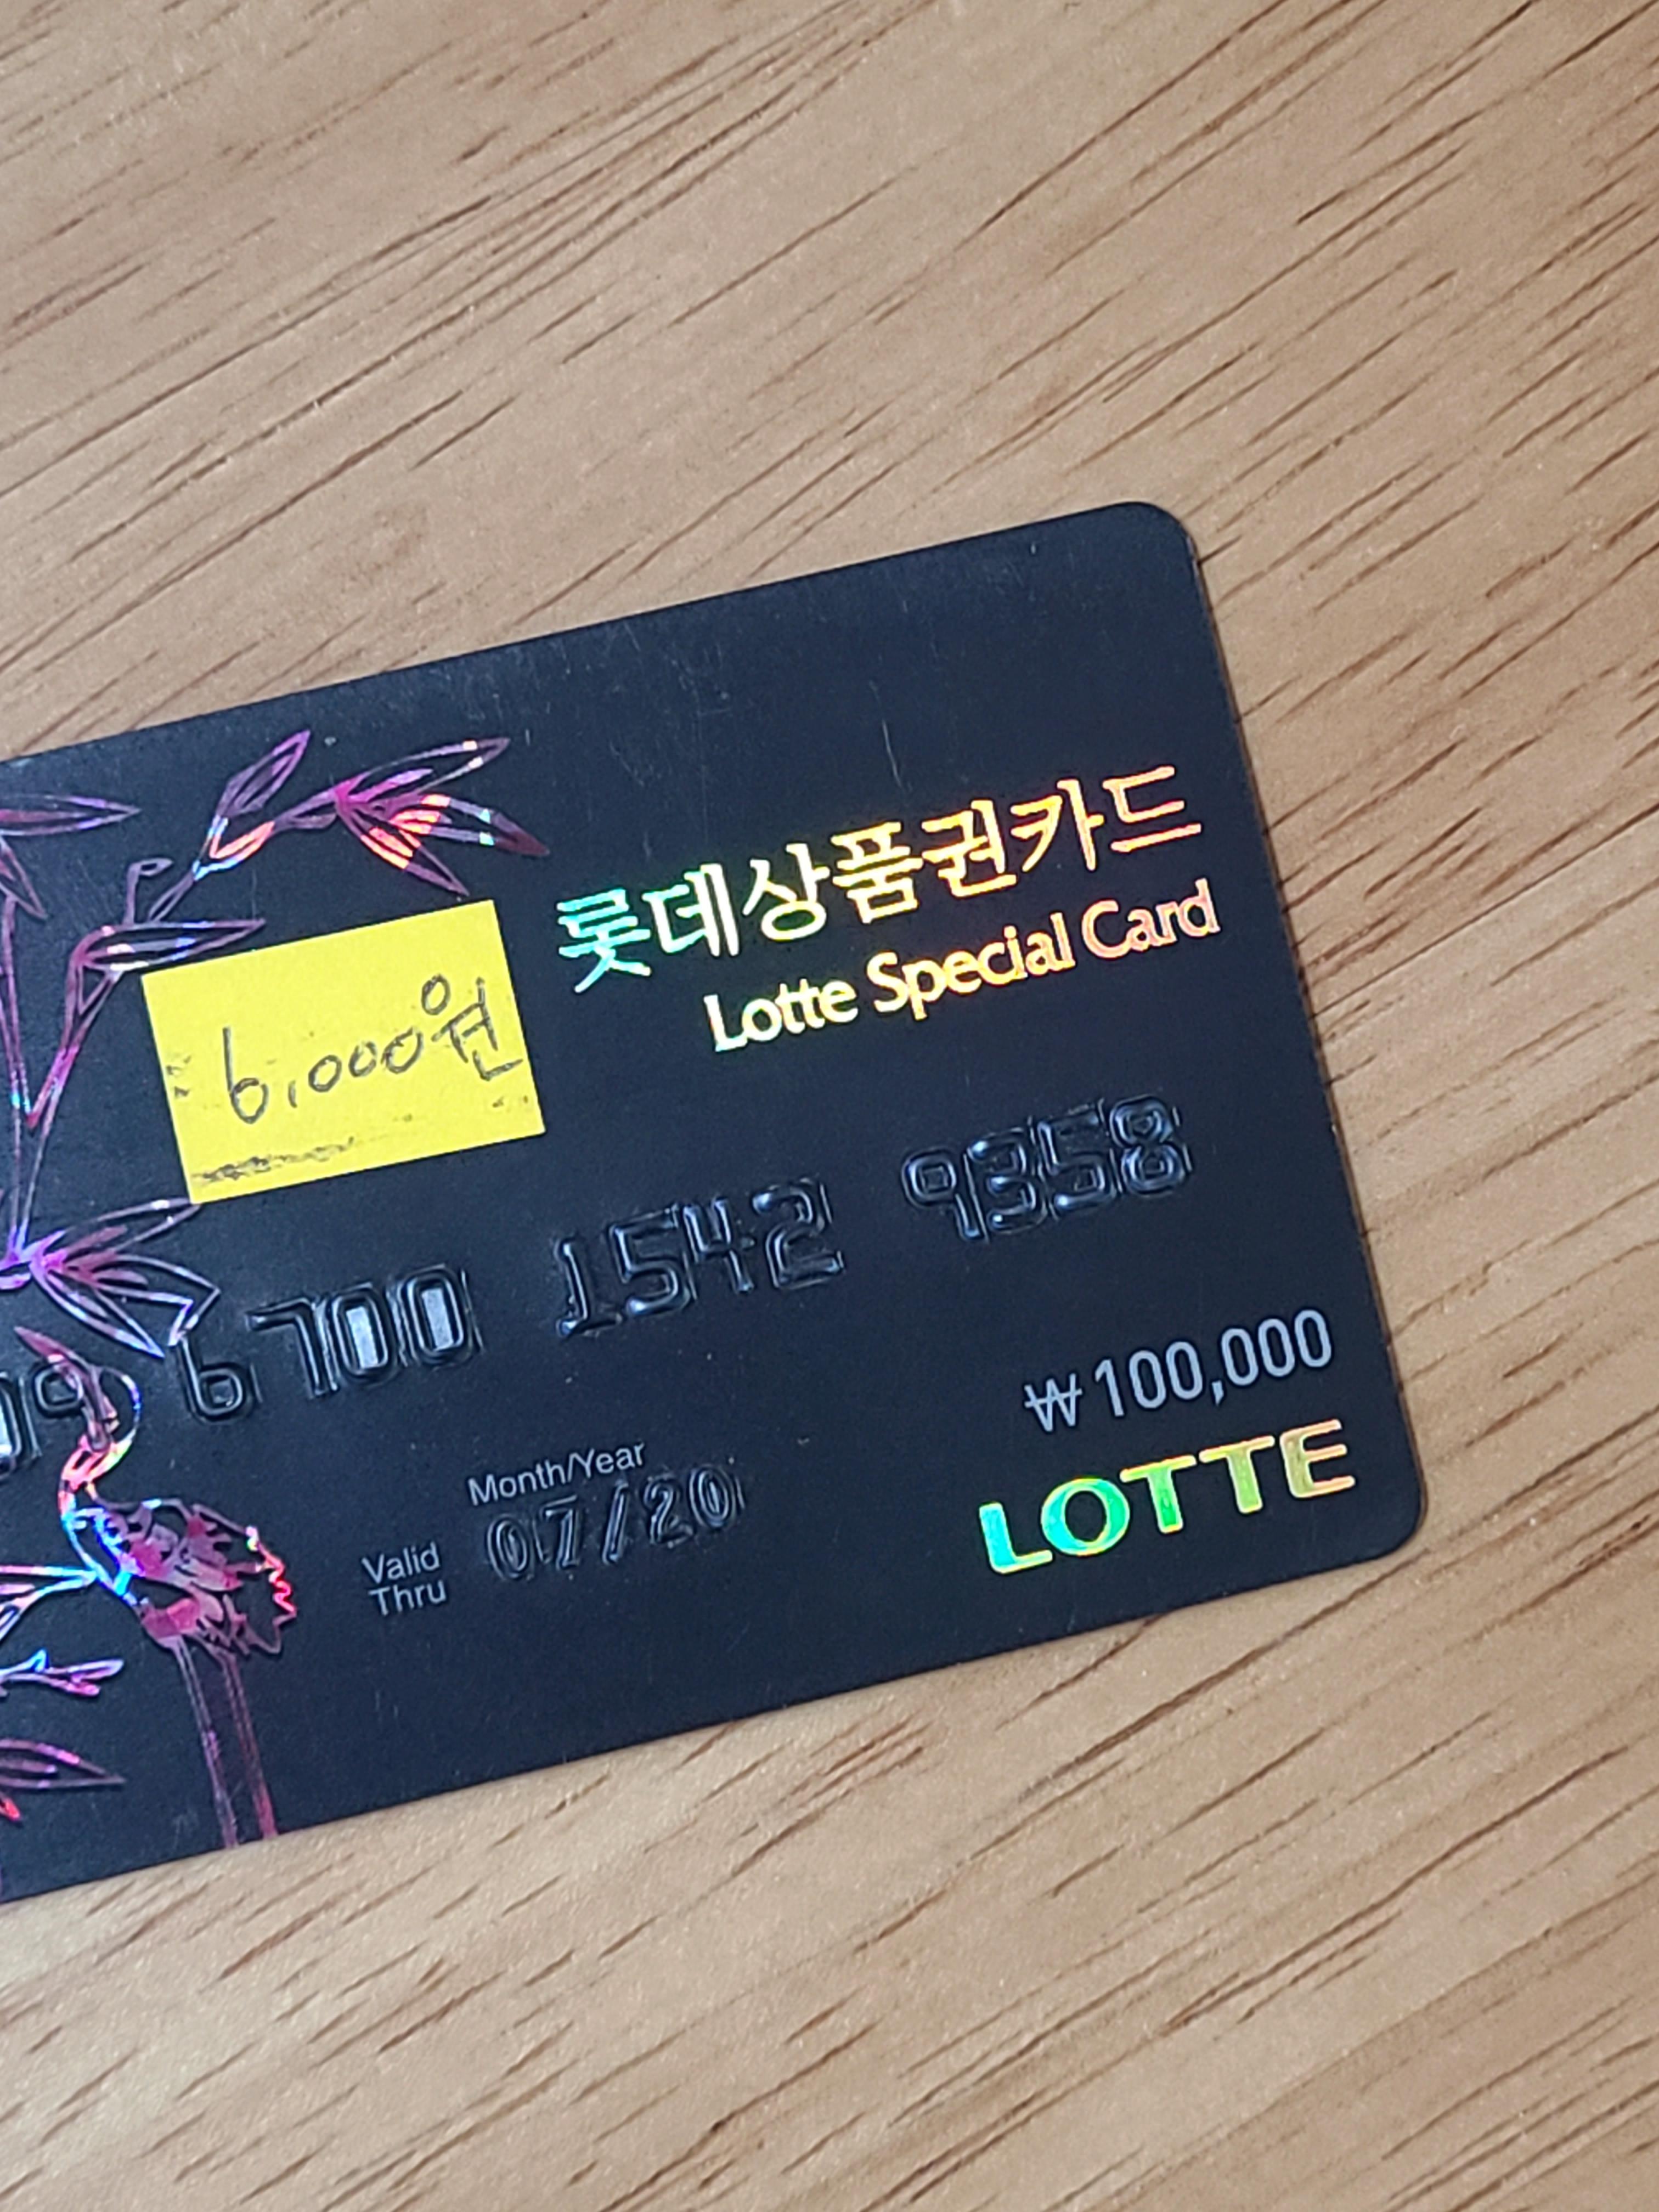 롯데상품권카드
Lotte Special Card
6,000원
09 6700 1542 9358
₩100,000
Month/Year
Valid Thru 07/20
LOTTE